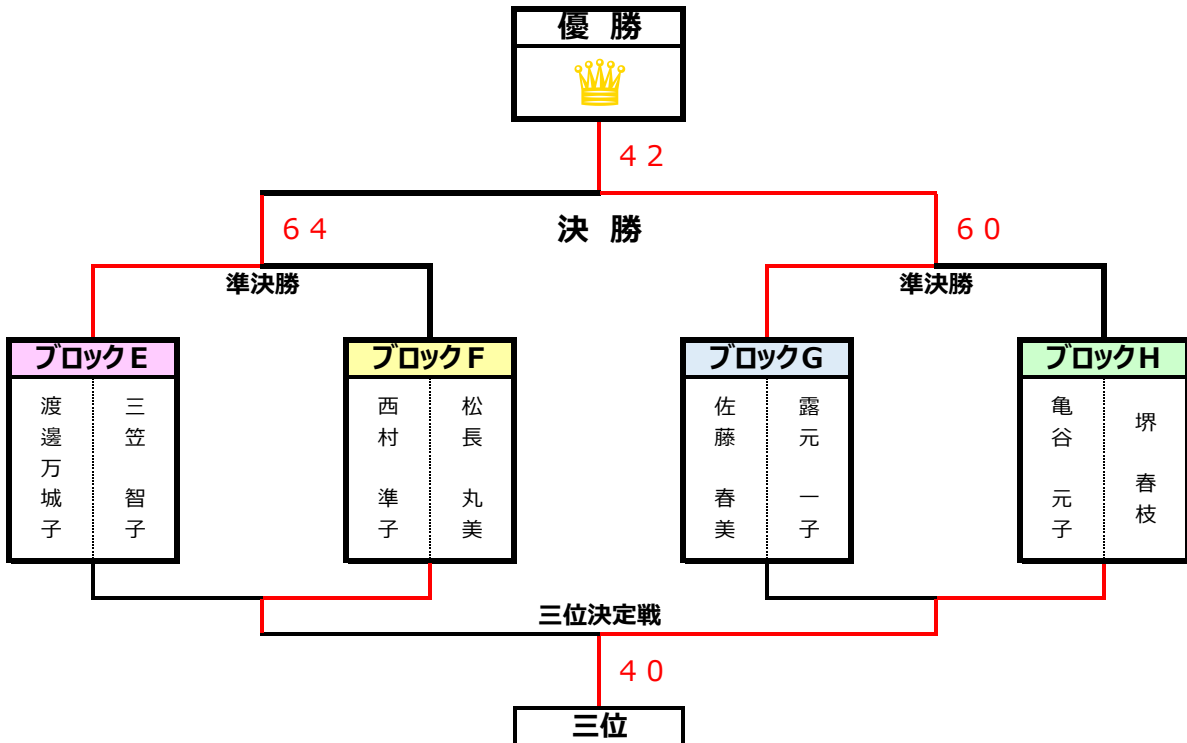 優 勝
４２
６４
決 勝
６０
準決勝
準決勝
ブロックＥ
ブロックＦ
ブロックＧ
ブロックＨ
渡邊万城子
三笠 智子
西村 準子
松長 丸美
佐藤 春美
露元 一子
亀谷 元子
堺 春枝
三位決定戦
４０
三位